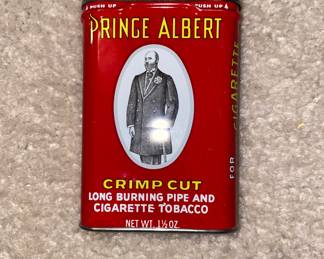 PUSH UP
PUSH UP
PRINCE ALBERT
CRIMP CUT
LONG BURNING PIPE AND
CIGARETTE TOBACCO
NET WT. 1½ OZ.
FOR CIGARETTE